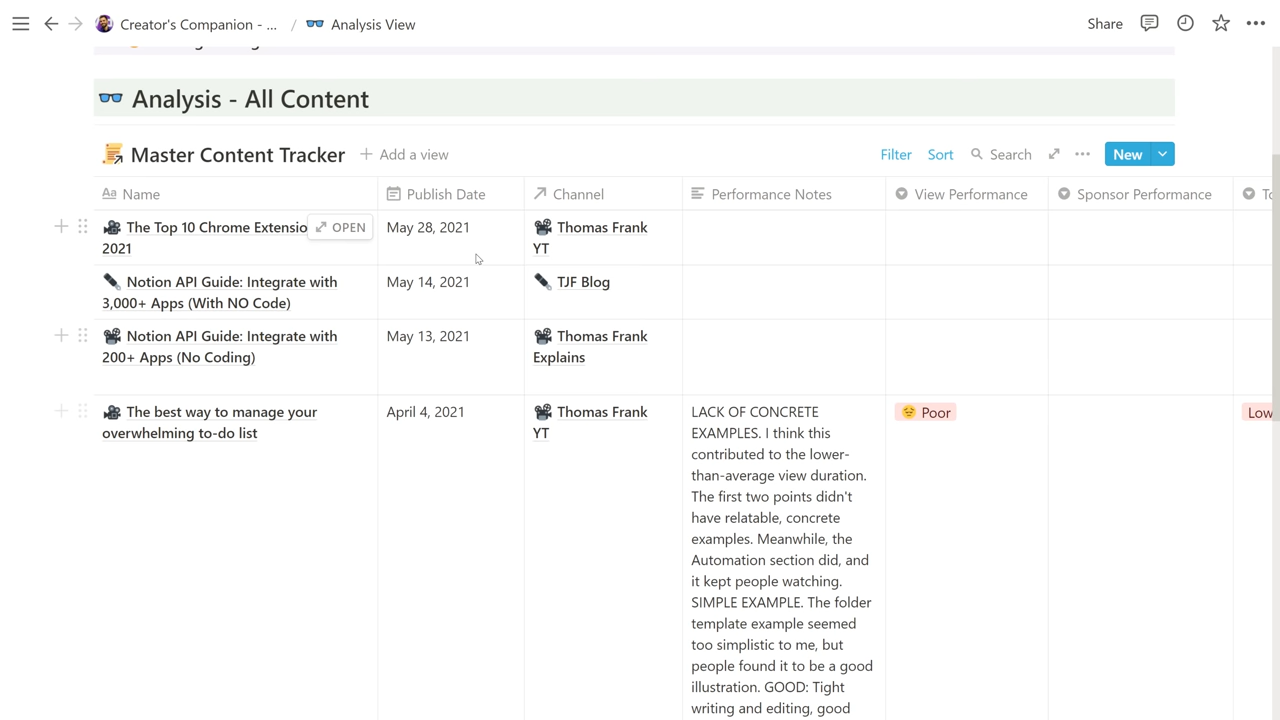 Creator's Companion - ... / Analysis View Share
Analysis - All Content
Master Content Tracker + Add a view Filter Sort Search New
Aa Name Publish Date Channel Performance Notes View Performance Sponsor Performance
The Top 10 Chrome Extensio OPEN May 28, 2021 Thomas Frank
2021 YT
Notion API Guide: Integrate with May 14, 2021 TJF Blog
3,000+ Apps (With NO Code)
Notion API Guide: Integrate with May 13, 2021 Thomas Frank
200+ Apps (No Coding) Explains
The best way to manage your April 4, 2021 Thomas Frank LACK OF CONCRETE Poor Low
overwhelming to-do list YT EXAMPLES. I think this
contributed to the lower-
than-average view duration.
The first two points didn't
have relatable, concrete
examples. Meanwhile, the
Automation section did, and
it kept people watching.
SIMPLE EXAMPLE. The folder
template example seemed
too simplistic to me, but
people found it to be a good
illustration. GOOD: Tight
writing and editing, good